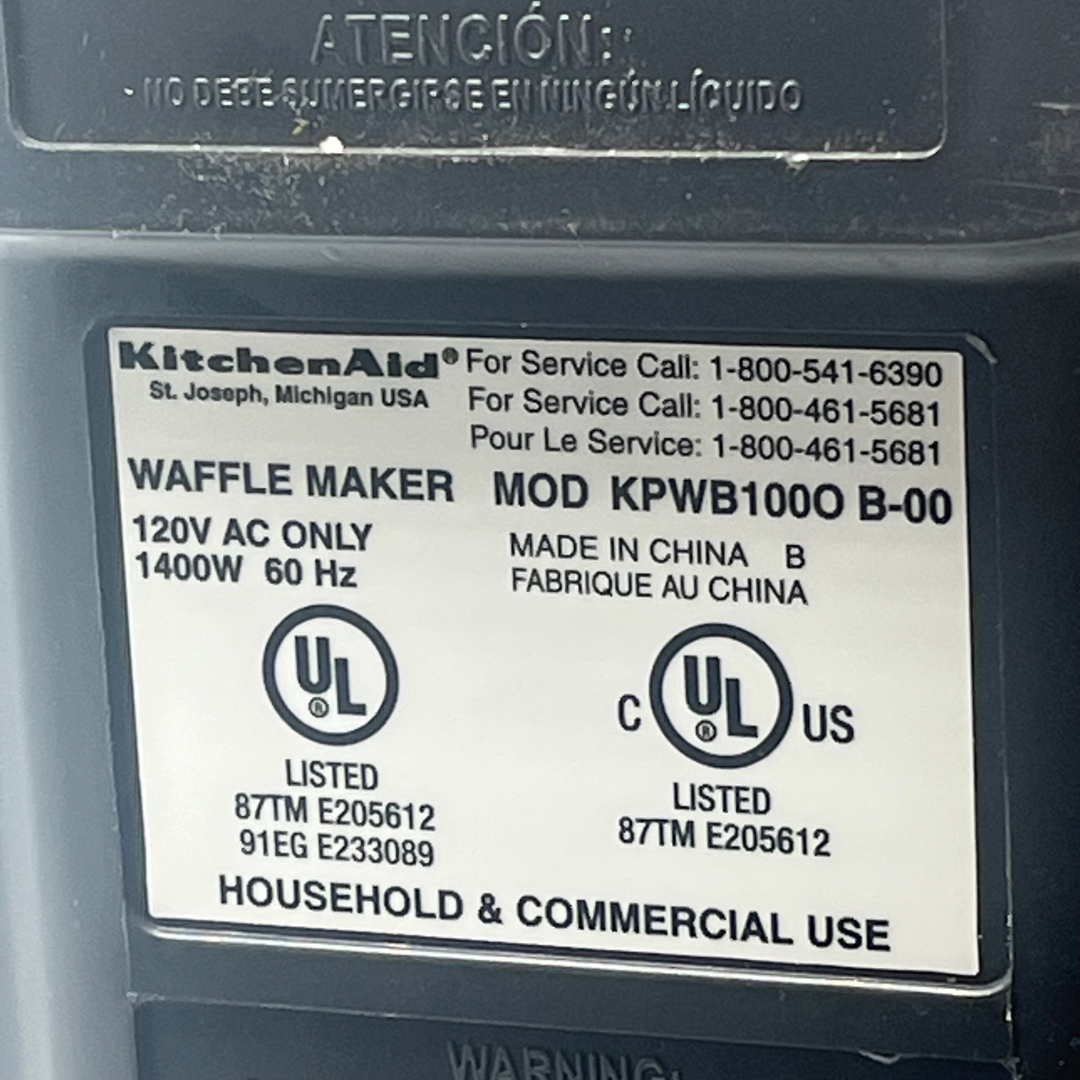 ATENCIÓN:
- NO DEBE SUMERGIRSE EN NINGÚN LÍQUIDO
KitchenAid® For Service Call: 1-800-541-6390
St. Joseph, Michigan USA For Service Call: 1-800-461-5681
Pour Le Service: 1-800-461-5681
WAFFLE MAKER MOD KPWB100O B-00
120V AC ONLY MADE IN CHINA B
1400W 60 Hz FABRIQUE AU CHINA
UL ® C UL ® US
LISTED LISTED
87TM E205612 87TM E205612
91EG E233089
HOUSEHOLD & COMMERCIAL USE
WARNING: